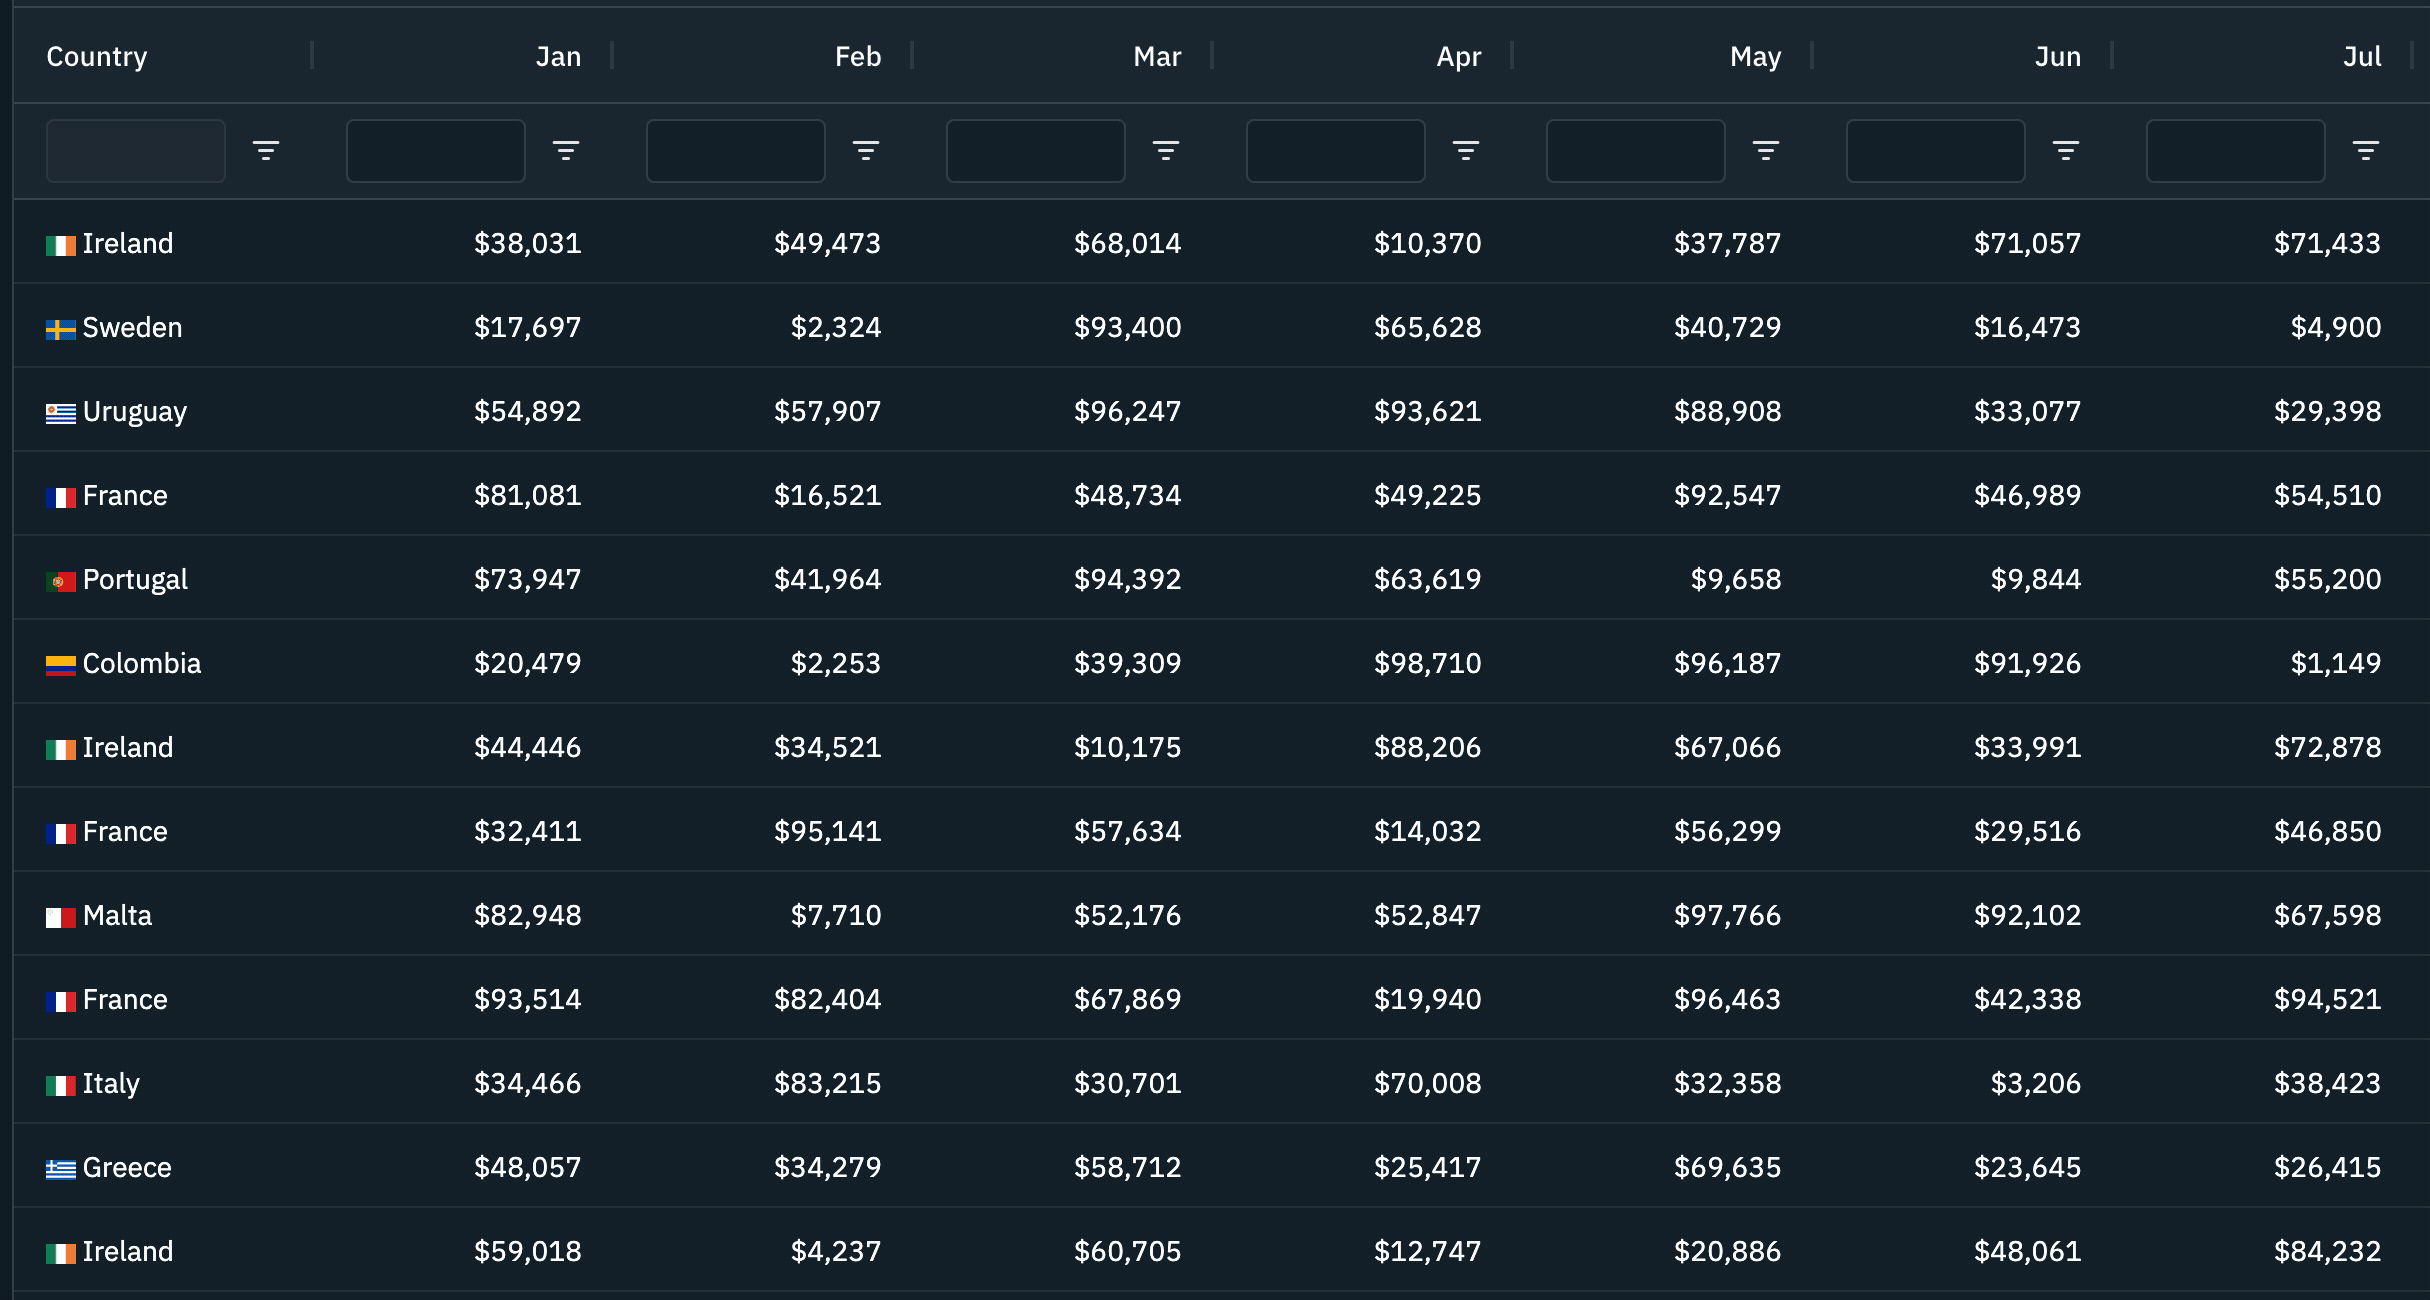 Country Jan Feb Mar Apr May Jun Jul
Ireland $38,031 $49,473 $68,014 $10,370 $37,787 $71,057 $71,433
Sweden $17,697 $2,324 $93,400 $65,628 $40,729 $16,473 $4,900
Uruguay $54,892 $57,907 $96,247 $93,621 $88,908 $33,077 $29,398
France $81,081 $16,521 $48,734 $49,225 $92,547 $46,989 $54,510
Portugal $73,947 $41,964 $94,392 $63,619 $9,658 $9,844 $55,200
Colombia $20,479 $2,253 $39,309 $98,710 $96,187 $91,926 $1,149
Ireland $44,446 $34,521 $10,175 $88,206 $67,066 $33,991 $72,878
France $32,411 $95,141 $57,634 $14,032 $56,299 $29,516 $46,850
Malta $82,948 $7,710 $52,176 $52,847 $97,766 $92,102 $67,598
France $93,514 $82,404 $67,869 $19,940 $96,463 $42,338 $94,521
Italy $34,466 $83,215 $30,701 $70,008 $32,358 $3,206 $38,423
Greece $48,057 $34,279 $58,712 $25,417 $69,635 $23,645 $26,415
Ireland $59,018 $4,237 $60,705 $12,747 $20,886 $48,061 $84,232